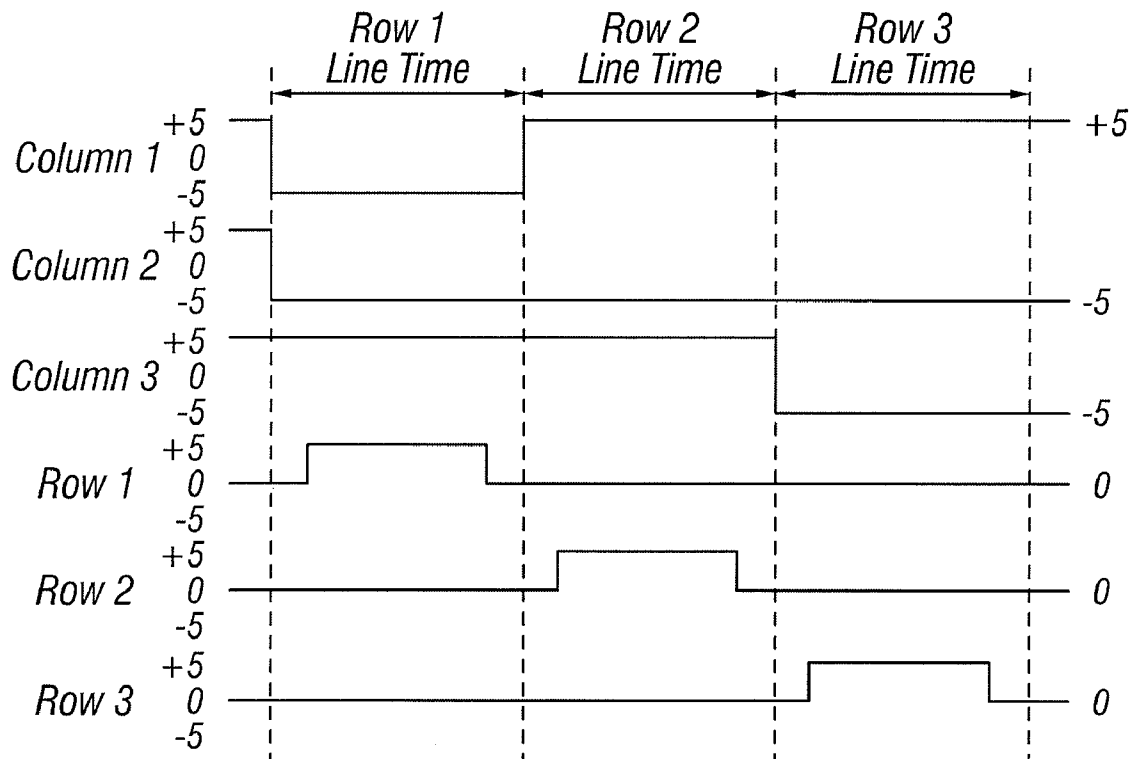 Row 1 Row 2 Row 3
Line Time Line Time Line Time
+5 +5
Column 1 0
-5
+5
Column 2 0
-5 -5
+5
Column 3 0
-5 -5
+5
Row 1 0 0
-5
+5
Row 2 0 0
-5
+5
Row 3 0 0
-5